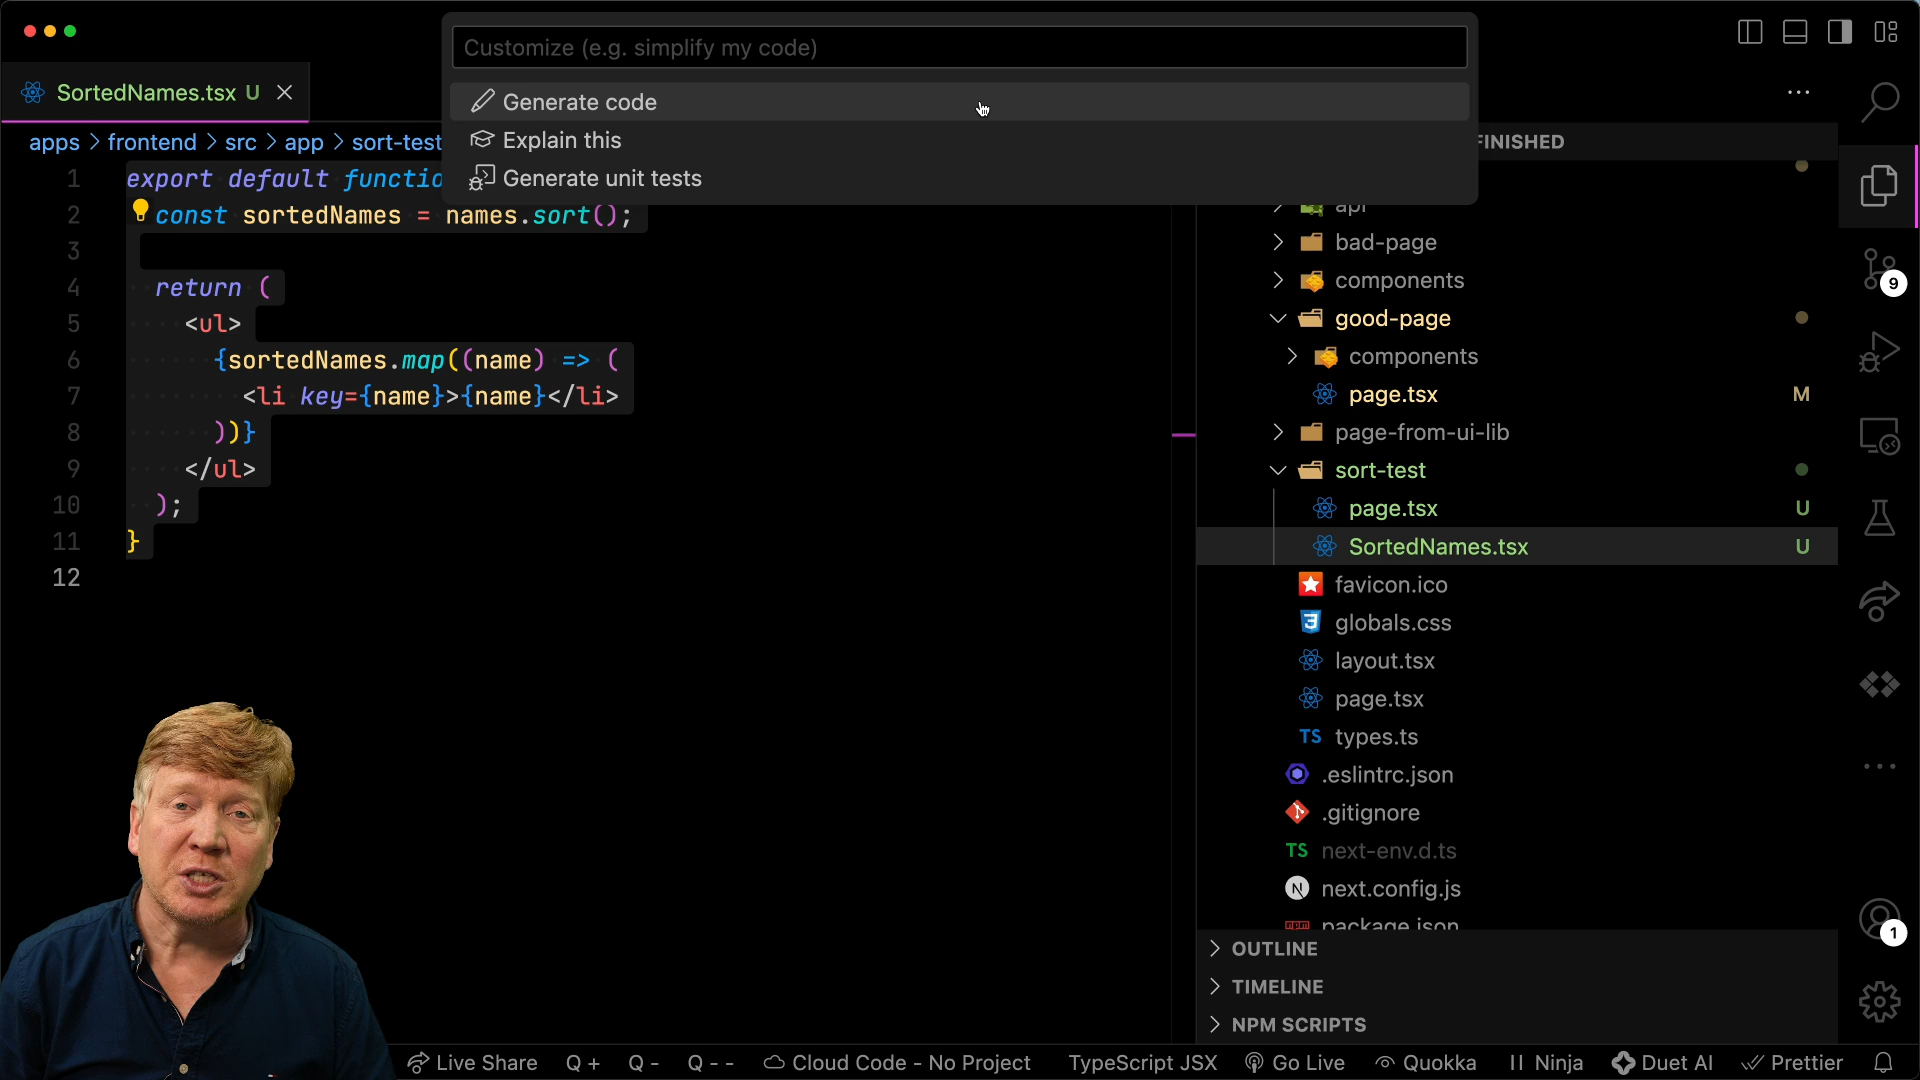 Customize (e.g. simplify my code)
Generate code
Explain this
Generate unit tests
SortedNames.tsx U
apps > frontend > src > app > sort-test
FINISHED
1 export default functio
2 const sortedNames = names.sort();
3
4 return (
5 <ul>
6 {sortedNames.map((name) => (
7 <li key={name}>{name}</li>
8 ))}
9 </ul>
10 );
11 }
12
api
bad-page
components
good-page
components
page.tsx M
page-from-ui-lib
sort-test
page.tsx U
SortedNames.tsx U
favicon.ico
globals.css
layout.tsx
page.tsx
TS types.ts
.eslintrc.json
.gitignore
TS next-env.d.ts
N next.config.js
package.json
OUTLINE
TIMELINE
NPM SCRIPTS
9
1
Live Share Q + Q - Q -- Cloud Code - No Project TypeScript JSX Go Live Quokka Ninja Duet AI Prettier